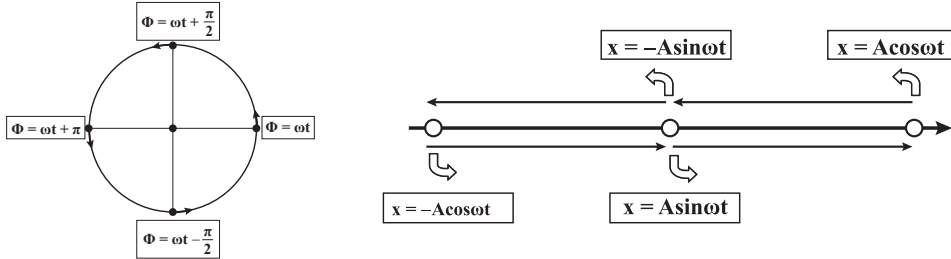 Φ = ωt + π/2
Φ = ωt + π
Φ = ωt
Φ = ωt – π/2
x = –Asinωt
x = Acosωt
x = –Acosωt
x = Asinωt